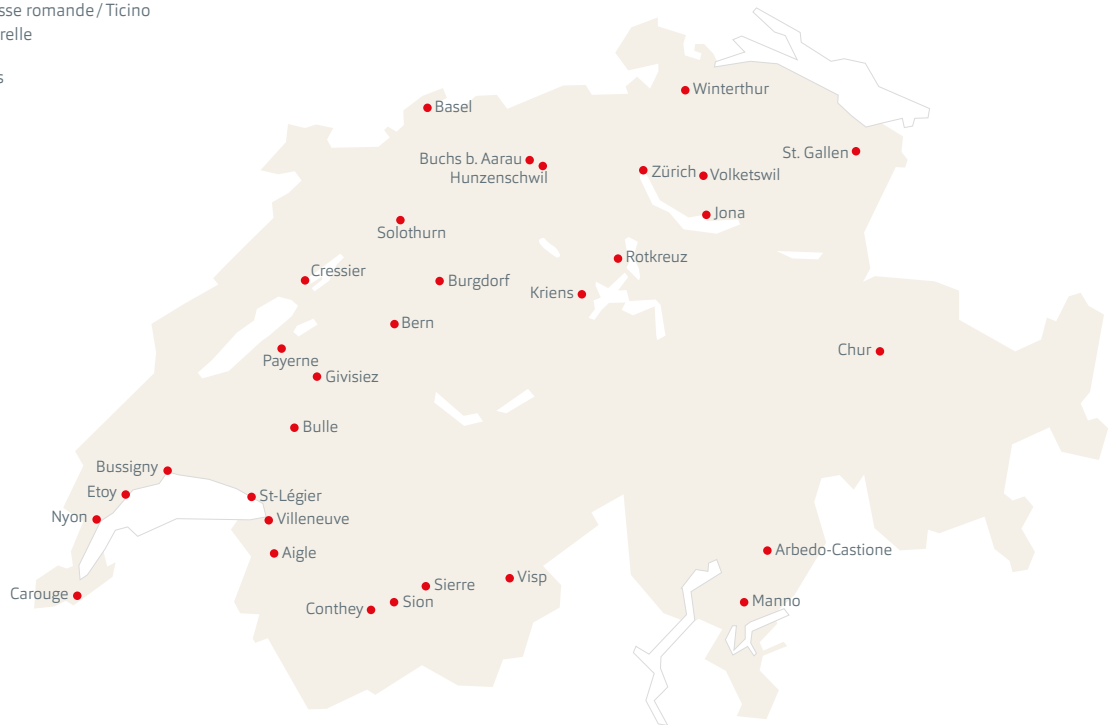 sse romande / Ticino
relle
s
Winterthur
Basel
St. Gallen
Buchs b. Aarau
Hunzenschwil
Zürich
Volketswil
Jona
Solothurn
Rotkreuz
Cressier
Burgdorf
Kriens
Bern
Chur
Payerne
Givisiez
Bulle
Bussigny
Etoy
St-Légier
Nyon
Villeneuve
Aigle
Arbedo-Castione
Visp
Sierre
Carouge
Sion
Conthey
Manno